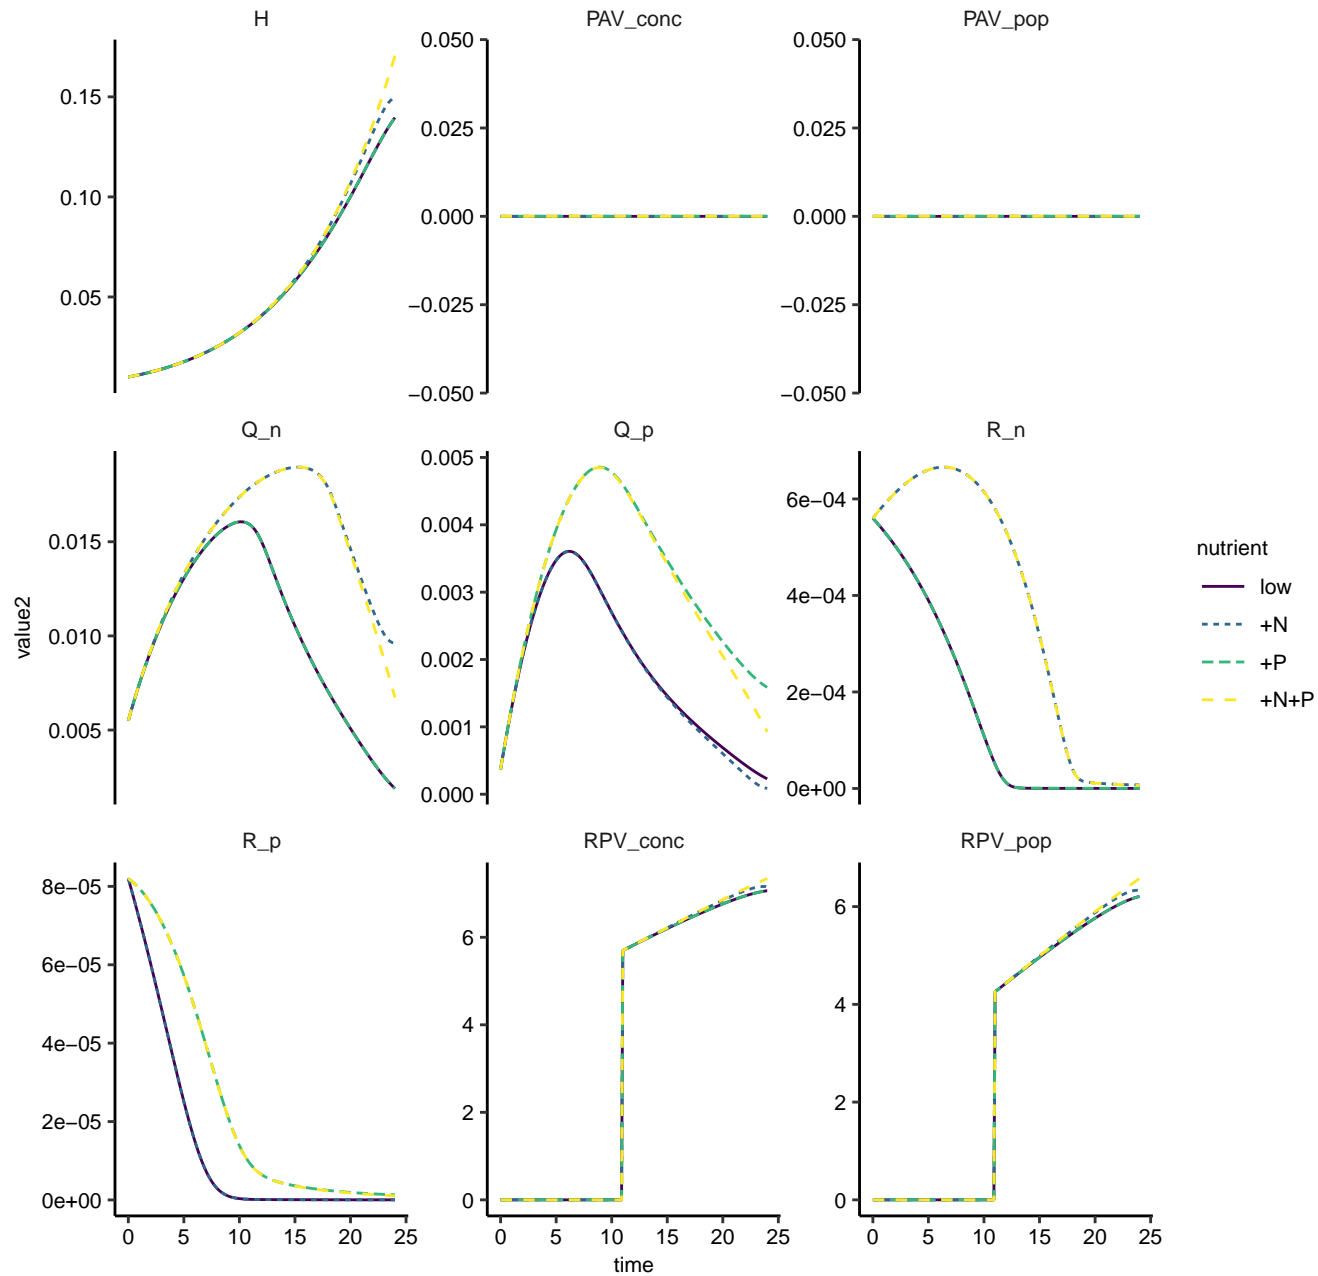 H
PAV_conc
PAV_pop
0.15
0.10
0.05
0.050
0.025
0.000
−0.025
−0.050
0.050
0.025
0.000
−0.025
−0.050
Q_n
Q_p
R_n
0.015
0.010
0.005
0.005
0.004
0.003
0.002
0.001
0.000
6e−04
4e−04
2e−04
0e+00
value2
nutrient
low
+N
+P
+N+P
R_p
RPV_conc
RPV_pop
8e−05
6e−05
4e−05
2e−05
0e+00
6
4
2
0
6
4
2
0
0 5 10 15 20 25
0 5 10 15 20 25
0 5 10 15 20 25
time